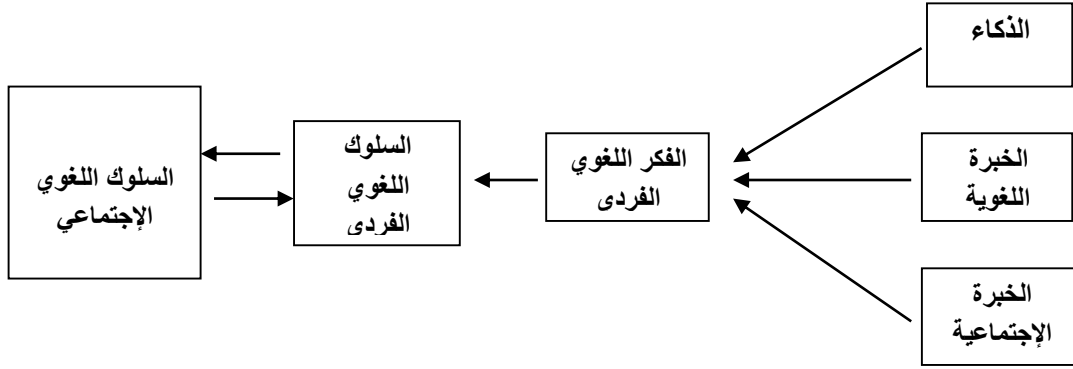 الذكاء
الخبرة
اللغوية
الخبرة
الإجتماعية
الفكر اللغوي
الفردى
السلوك
اللغوي
الفردى
السلوك اللغوي
الإجتماعي